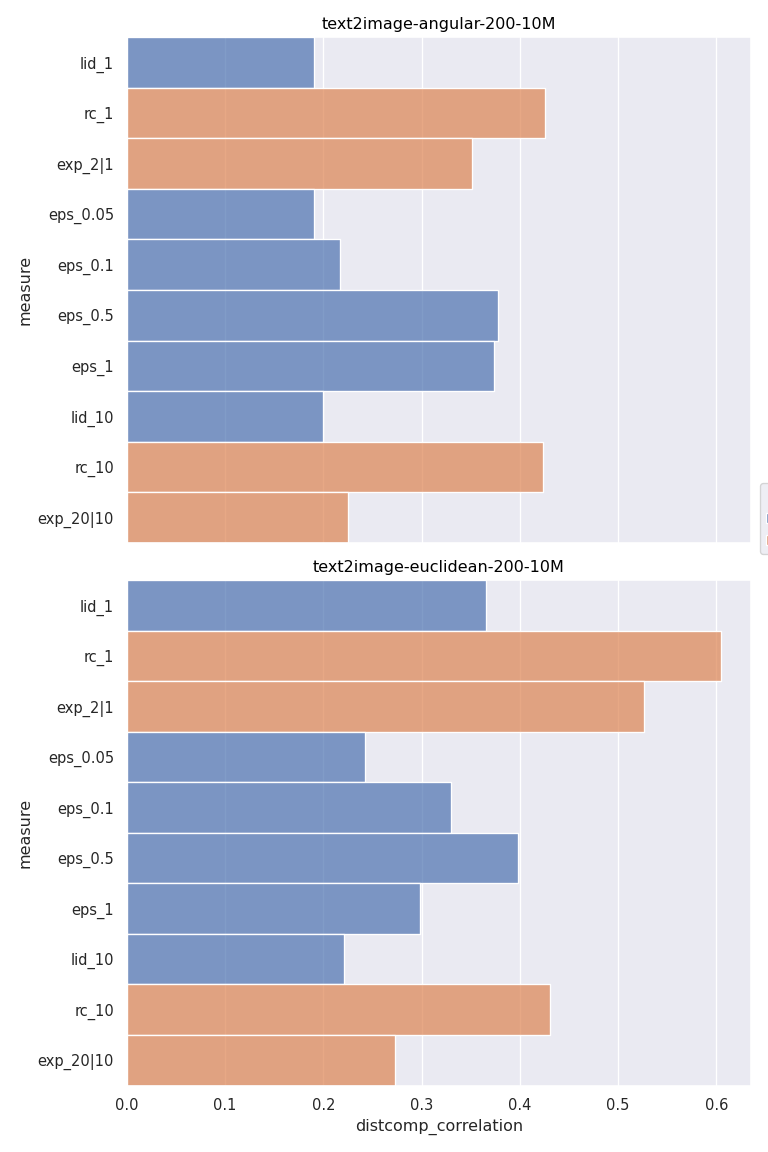 text2image-angular-200-10M
lid_1
rc_1
exp_2|1
eps_0.05
eps_0.1
measure
eps_0.5
eps_1
lid_10
rc_10
exp_20|10
text2image-euclidean-200-10M
lid_1
rc_1
exp_2|1
eps_0.05
eps_0.1
measure
eps_0.5
eps_1
lid_10
rc_10
exp_20|10
0.0 0.1 0.2 0.3 0.4 0.5 0.6
distcomp_correlation